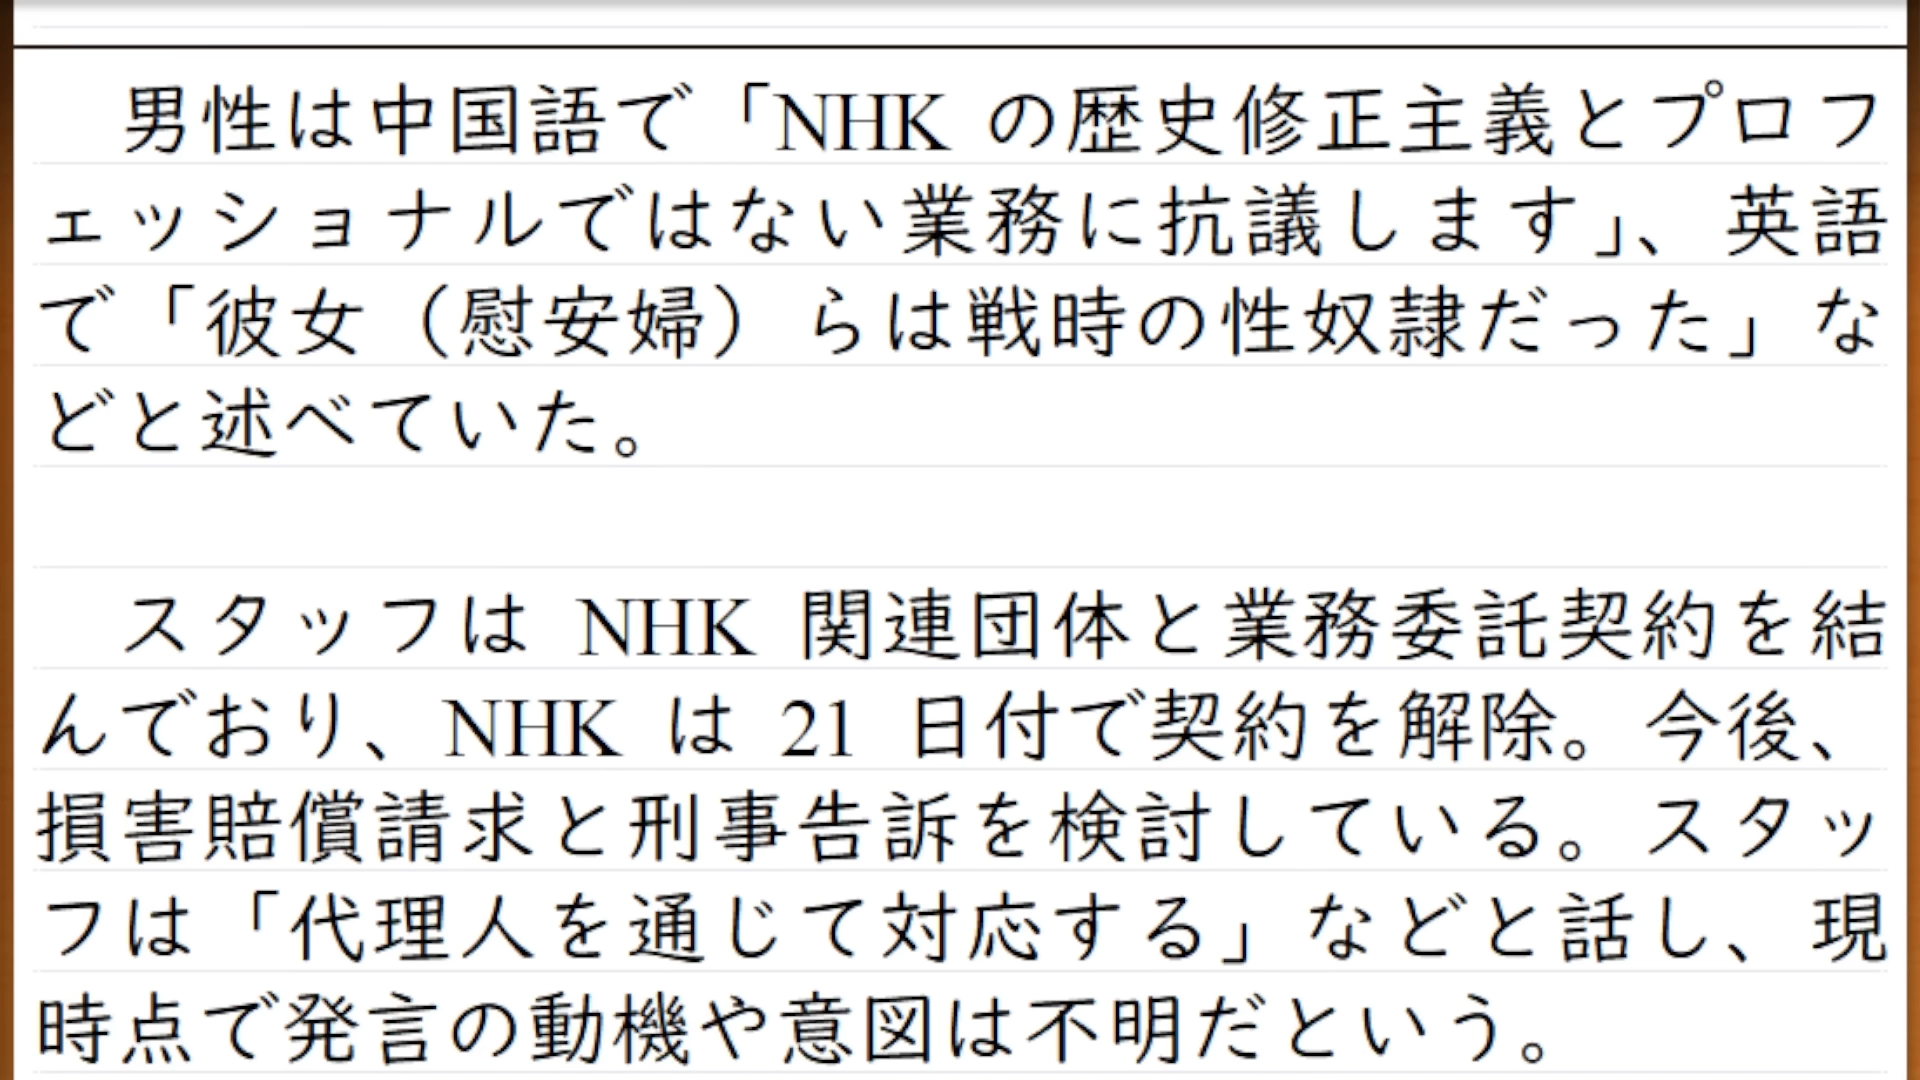 男性は中国語で「NHK の歴史修正主義とプロフ
ェッショナルではない業務に抗議します」、英語
で「彼女（慰安婦）らは戦時の性奴隷だった」な
どと述べていた。
スタッフは NHK 関連団体と業務委託契約を結
んでおり、NHK は 21 日付で契約を解除。今後、
損害賠償請求と刑事告訴を検討している。スタッ
フは「代理人を通じて対応する」などと話し、現
時点で発言の動機や意図は不明だという。